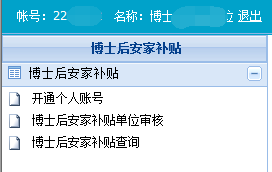 帐号：22 名称：博士 位 退出
博士后安家补贴
博士后安家补贴
开通个人账号
博士后安家补贴单位审核
博士后安家补贴查询